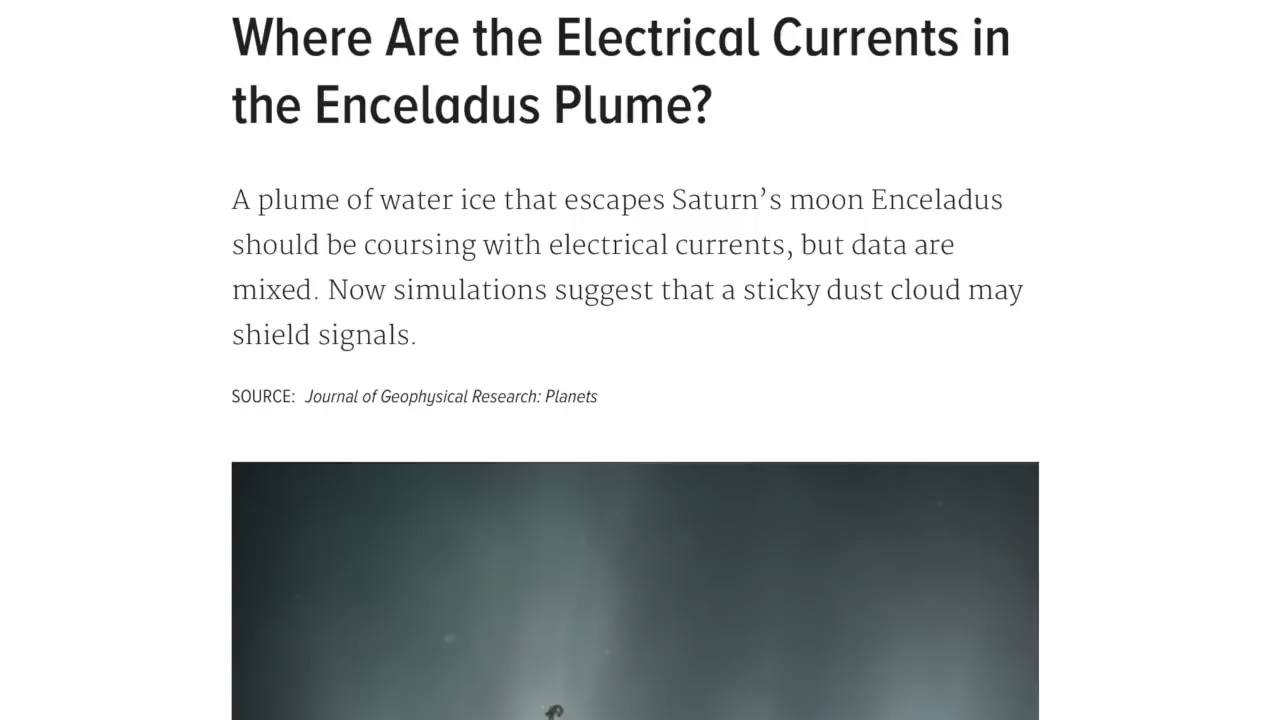 Where Are the Electrical Currents in
the Enceladus Plume?
A plume of water ice that escapes Saturn’s moon Enceladus
should be coursing with electrical currents, but data are
mixed. Now simulations suggest that a sticky dust cloud may
shield signals.
SOURCE: Journal of Geophysical Research: Planets